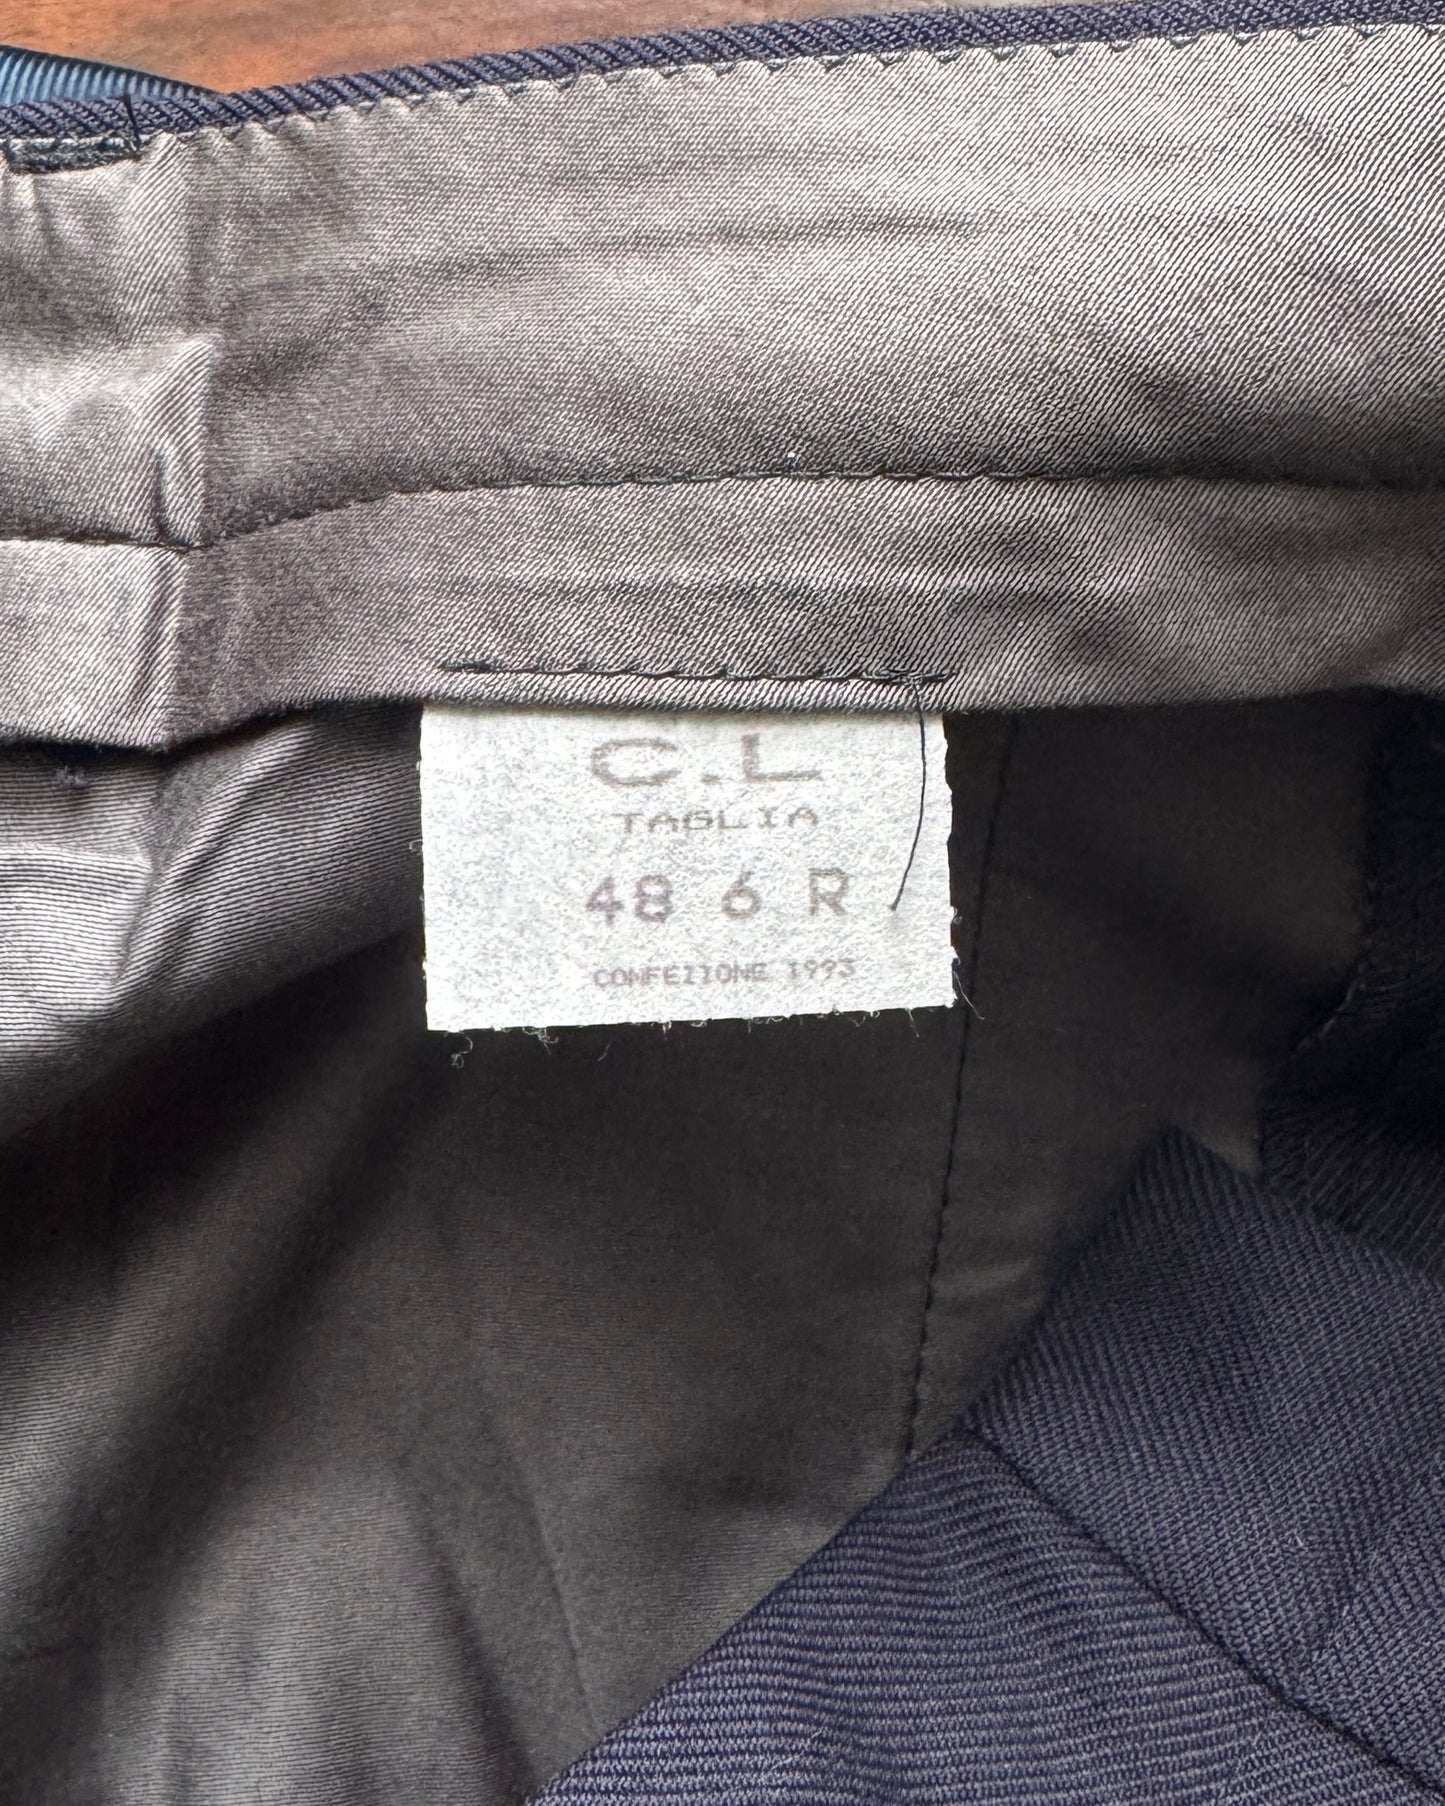 C.L
TAGLIA
48 6 R
CONFEZIONE 1993